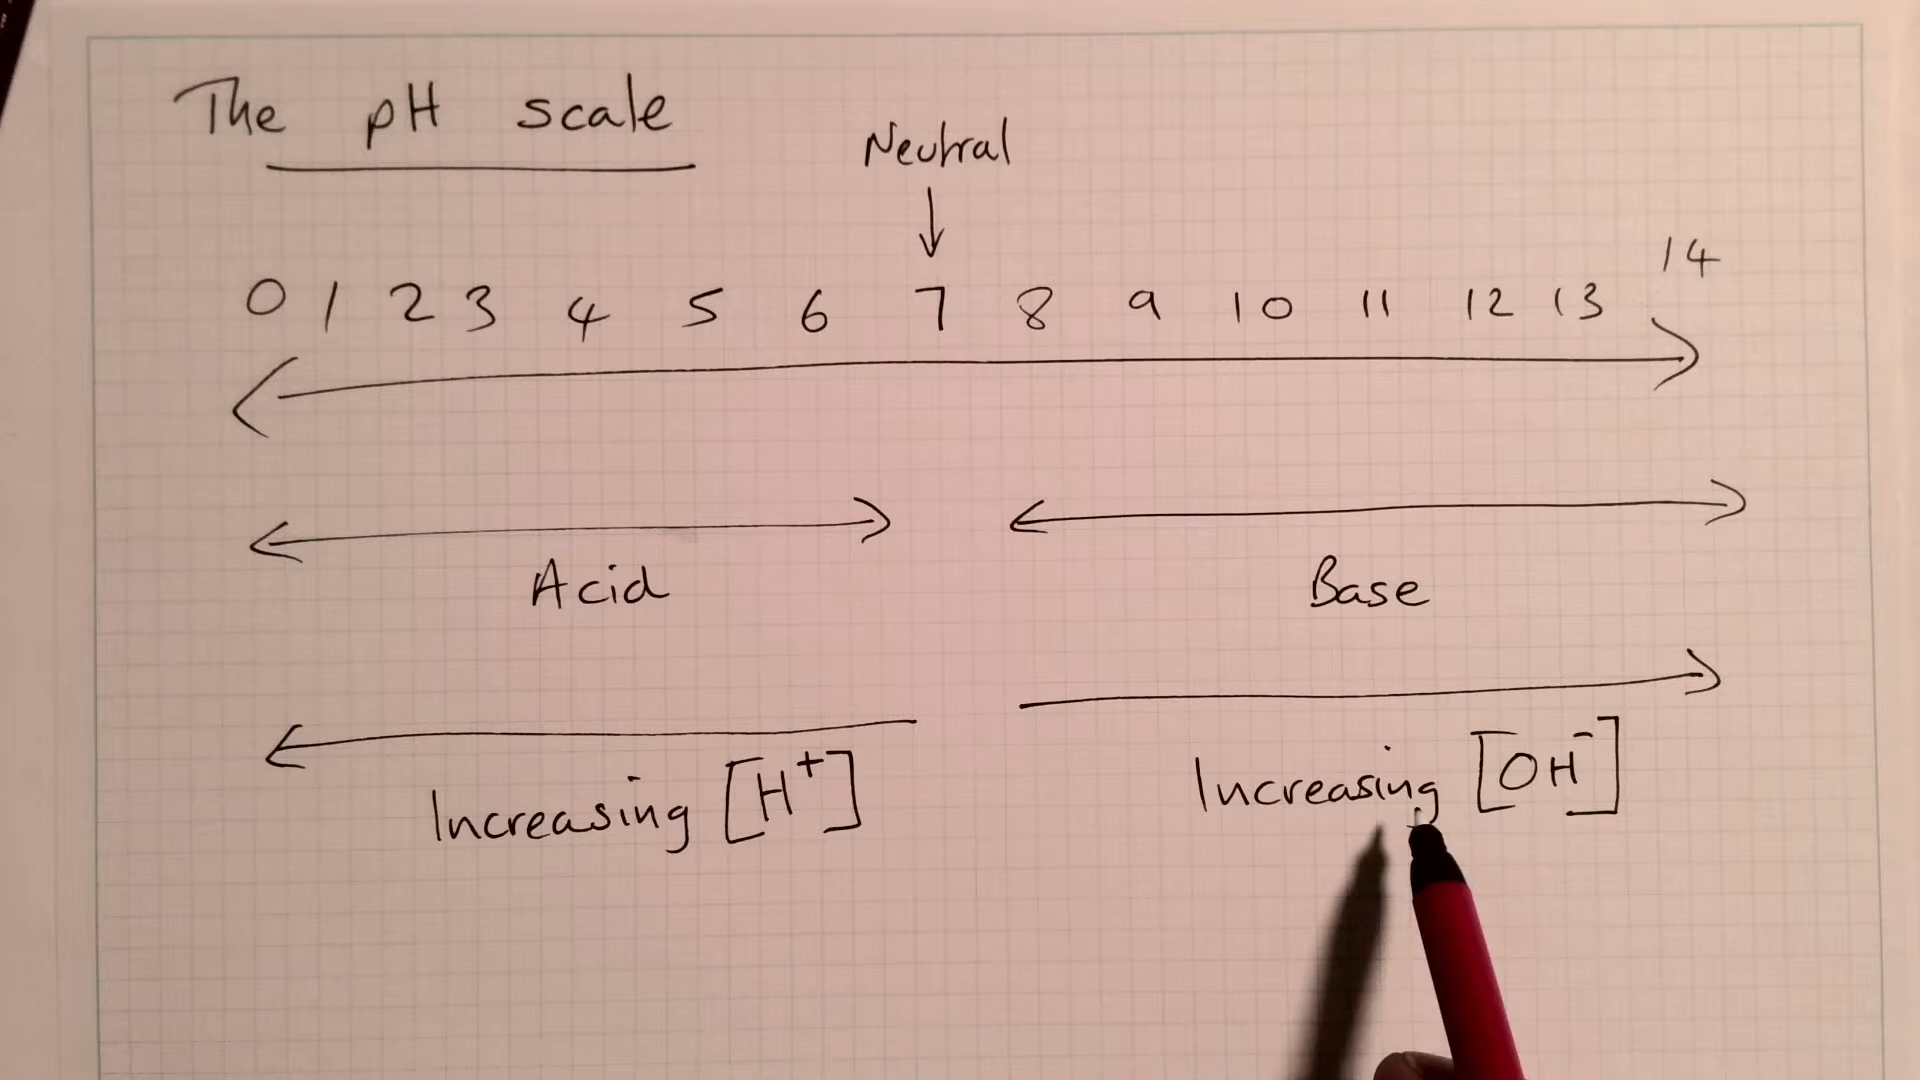 The pH scale
Neutral
0 1 2 3 4 5 6 7 8 9 10 11 12 13 14
Acid Base
Increasing [H⁺] Increasing [OH⁻]